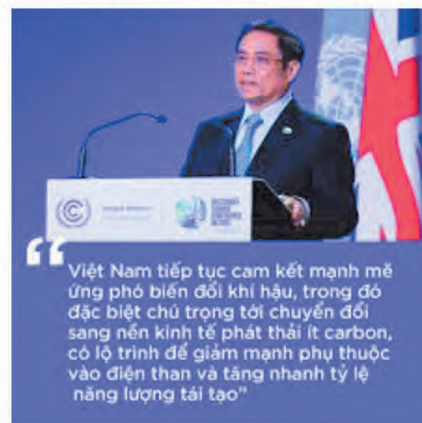 “
Việt Nam tiếp tục cam kết mạnh mẽ
ứng phó biến đổi khí hậu, trong đó
đặc biệt chú trọng tới chuyển đổi
sang nền kinh tế phát thải ít carbon,
có lộ trình để giảm mạnh phụ thuộc
vào điện than và tăng nhanh tỷ lệ
năng lượng tái tạo”